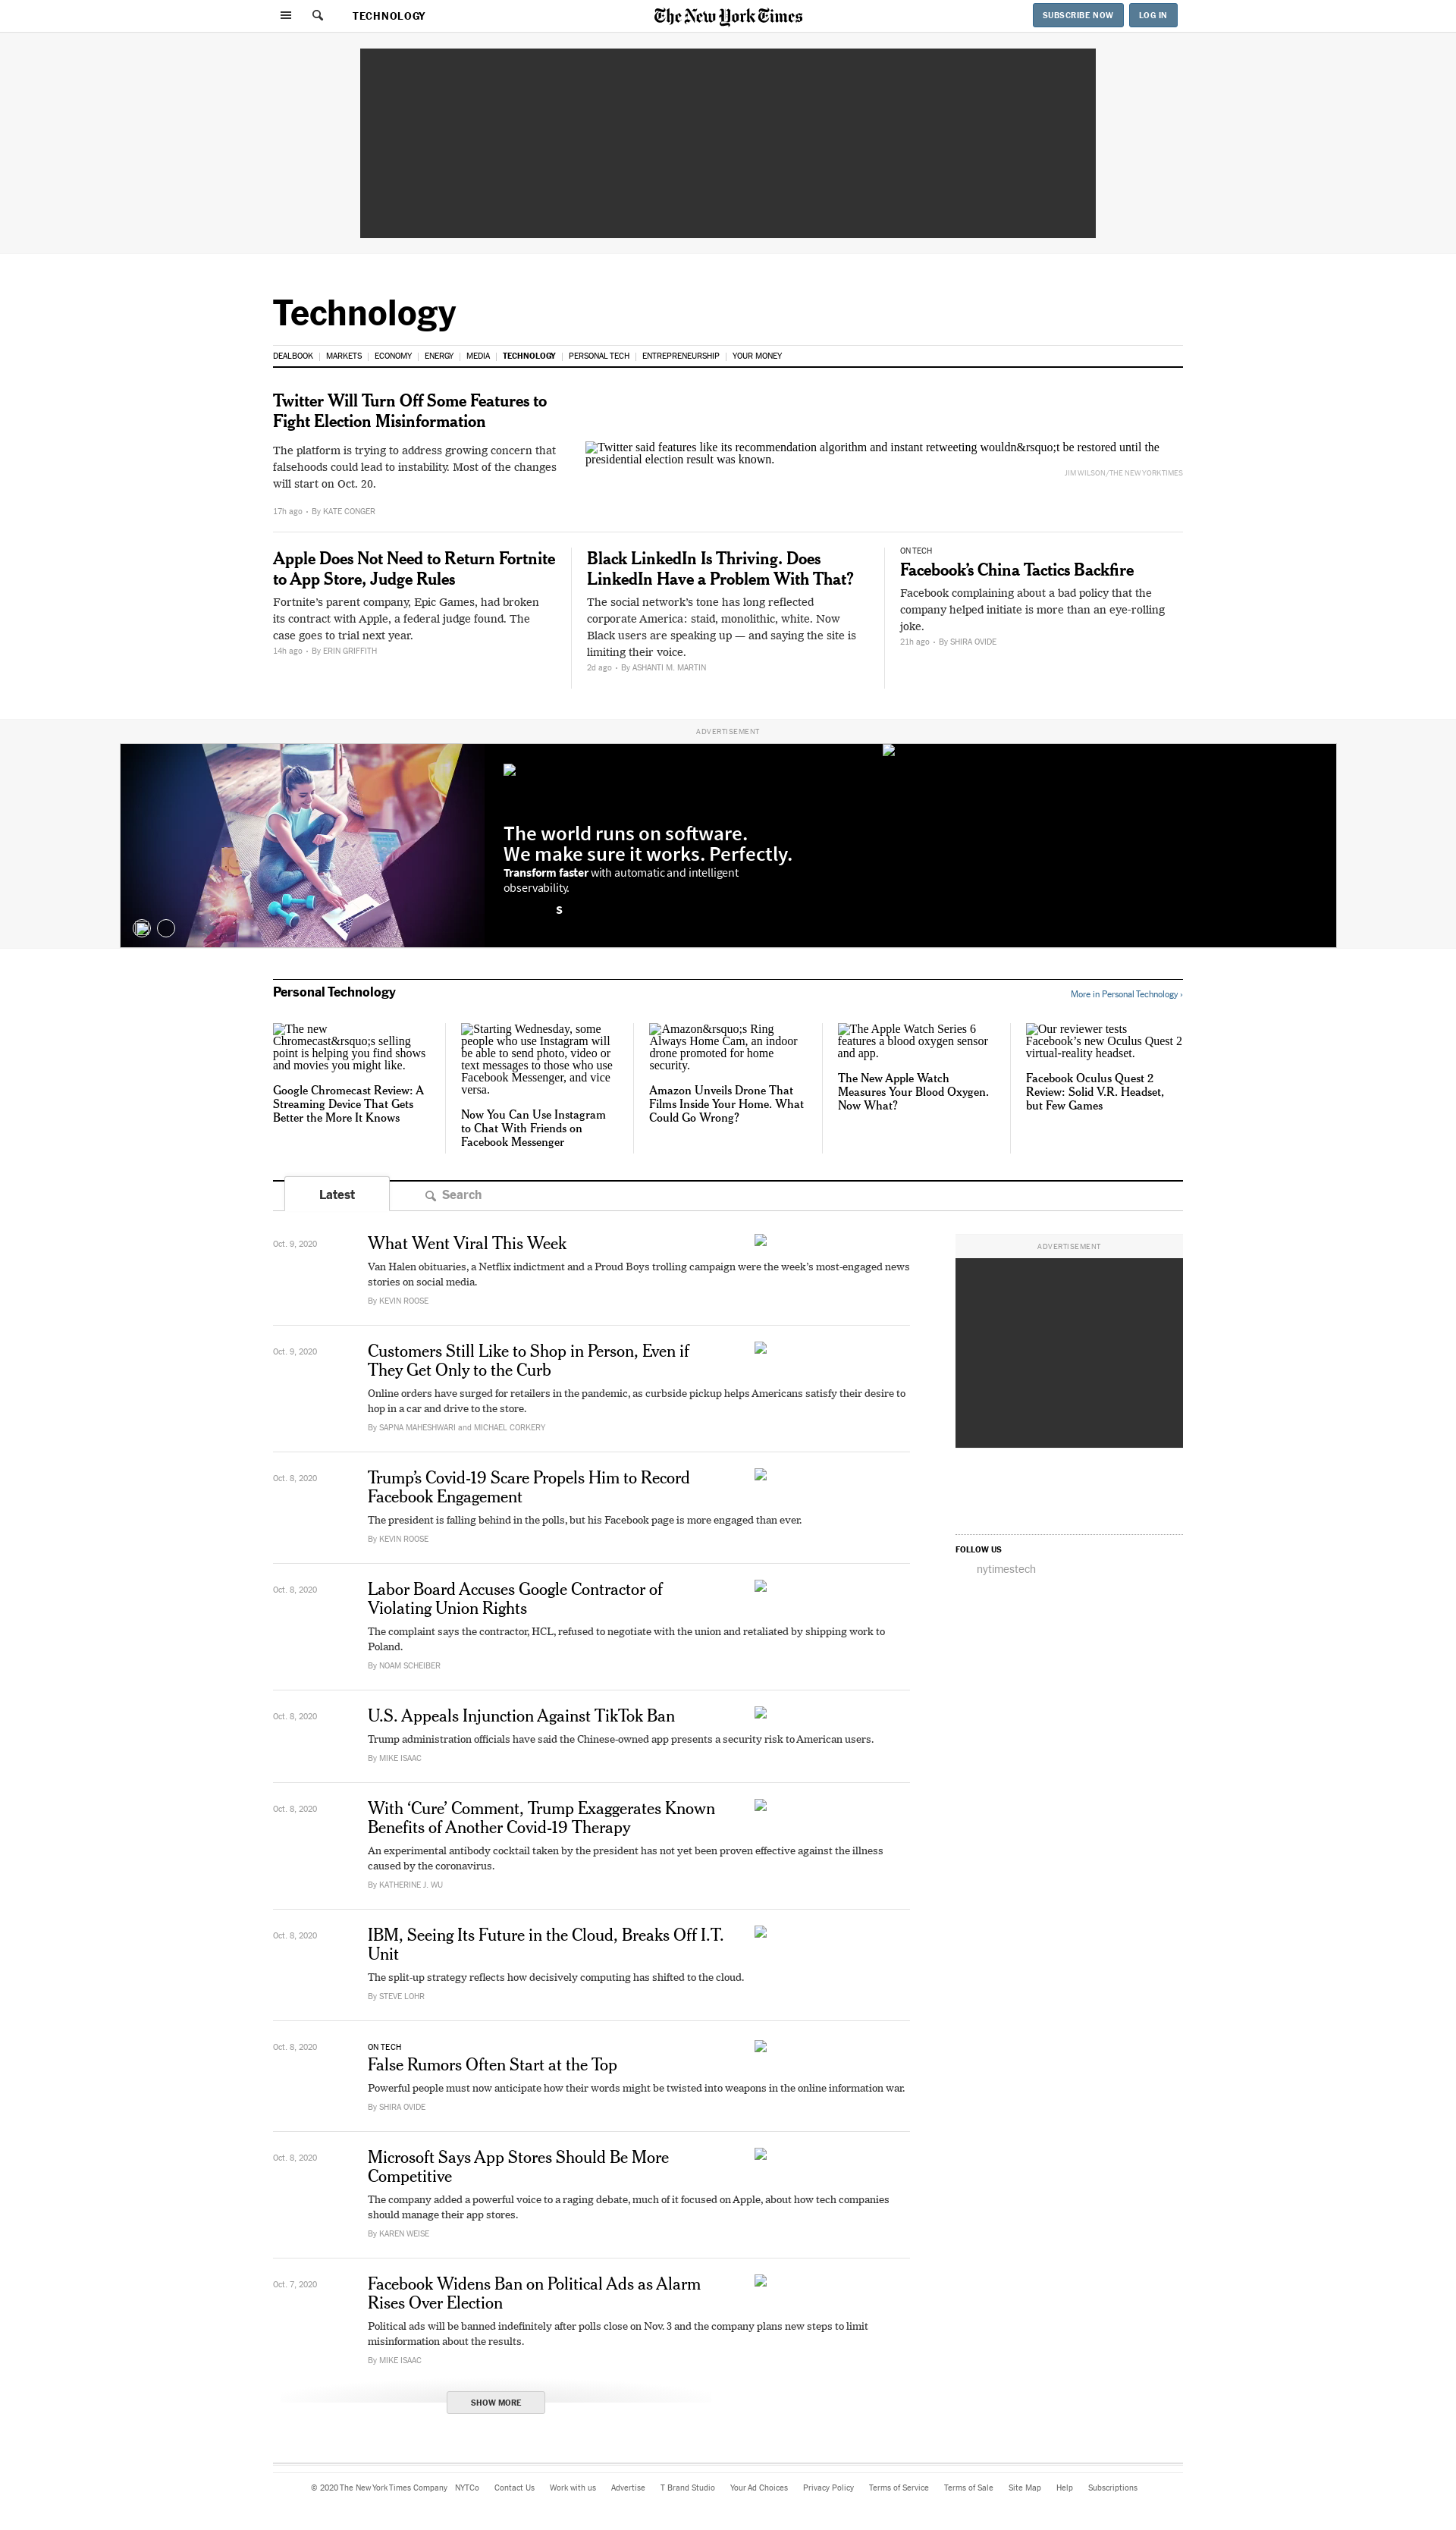 TECHNOLOGY
The New York Times
SUBSCRIBE NOW
LOG IN
Technology
DEALBOOK | MARKETS | ECONOMY | ENERGY | MEDIA | TECHNOLOGY | PERSONAL TECH | ENTREPRENEURSHIP | YOUR MONEY
Twitter Will Turn Off Some Features to
Fight Election Misinformation
The platform is trying to address growing concern that
falsehoods could lead to instability. Most of the changes
will start on Oct. 20.
17h ago • By KATE CONGER
Twitter said features like its recommendation algorithm and instant retweeting wouldn&rsquo;t be restored until the
presidential election result was known.
JIM WILSON/THE NEW YORK TIMES
Apple Does Not Need to Return Fortnite
to App Store, Judge Rules
Fortnite’s parent company, Epic Games, had broken
its contract with Apple, a federal judge found. The
case goes to trial next year.
14h ago • By ERIN GRIFFITH
Black LinkedIn Is Thriving. Does
LinkedIn Have a Problem With That?
The social network’s tone has long reflected
corporate America: staid, monolithic, white. Now
Black users are speaking up — and saying the site is
limiting their voice.
2d ago • By ASHANTI M. MARTIN
ON TECH
Facebook’s China Tactics Backfire
Facebook complaining about a bad policy that the
company helped initiate is more than an eye-rolling
joke.
21h ago • By SHIRA OVIDE
ADVERTISEMENT
The world runs on software.
We make sure it works. Perfectly.
Transform faster with automatic and intelligent
observability.
S
Personal Technology
More in Personal Technology ›
The new
Chromecast&rsquo;s selling
point is helping you find shows
and movies you might like.
Google Chromecast Review: A
Streaming Device That Gets
Better the More It Knows
Starting Wednesday, some
people who use Instagram will
be able to send photo, video or
text messages to those who use
Facebook Messenger, and vice
versa.
Now You Can Use Instagram
to Chat With Friends on
Facebook Messenger
Amazon&rsquo;s Ring
Always Home Cam, an indoor
drone promoted for home
security.
Amazon Unveils Drone That
Films Inside Your Home. What
Could Go Wrong?
The Apple Watch Series 6
features a blood oxygen sensor
and app.
The New Apple Watch
Measures Your Blood Oxygen.
Now What?
Our reviewer tests
Facebook’s new Oculus Quest 2
virtual-reality headset.
Facebook Oculus Quest 2
Review: Solid V.R. Headset,
but Few Games
Latest
Search
Oct. 9, 2020
What Went Viral This Week
Van Halen obituaries, a Netflix indictment and a Proud Boys trolling campaign were the week’s most-engaged news
stories on social media.
By KEVIN ROOSE
ADVERTISEMENT
Oct. 9, 2020
Customers Still Like to Shop in Person, Even if
They Get Only to the Curb
Online orders have surged for retailers in the pandemic, as curbside pickup helps Americans satisfy their desire to
hop in a car and drive to the store.
By SAPNA MAHESHWARI and MICHAEL CORKERY
Oct. 8, 2020
Trump’s Covid-19 Scare Propels Him to Record
Facebook Engagement
The president is falling behind in the polls, but his Facebook page is more engaged than ever.
By KEVIN ROOSE
FOLLOW US
nytimestech
Oct. 8, 2020
Labor Board Accuses Google Contractor of
Violating Union Rights
The complaint says the contractor, HCL, refused to negotiate with the union and retaliated by shipping work to
Poland.
By NOAM SCHEIBER
Oct. 8, 2020
U.S. Appeals Injunction Against TikTok Ban
Trump administration officials have said the Chinese-owned app presents a security risk to American users.
By MIKE ISAAC
Oct. 8, 2020
With ‘Cure’ Comment, Trump Exaggerates Known
Benefits of Another Covid-19 Therapy
An experimental antibody cocktail taken by the president has not yet been proven effective against the illness
caused by the coronavirus.
By KATHERINE J. WU
Oct. 8, 2020
IBM, Seeing Its Future in the Cloud, Breaks Off I.T.
Unit
The split-up strategy reflects how decisively computing has shifted to the cloud.
By STEVE LOHR
Oct. 8, 2020
ON TECH
False Rumors Often Start at the Top
Powerful people must now anticipate how their words might be twisted into weapons in the online information war.
By SHIRA OVIDE
Oct. 8, 2020
Microsoft Says App Stores Should Be More
Competitive
The company added a powerful voice to a raging debate, much of it focused on Apple, about how tech companies
should manage their app stores.
By KAREN WEISE
Oct. 7, 2020
Facebook Widens Ban on Political Ads as Alarm
Rises Over Election
Political ads will be banned indefinitely after polls close on Nov. 3 and the company plans new steps to limit
misinformation about the results.
By MIKE ISAAC
SHOW MORE
© 2020 The New York Times Company NYTCo Contact Us Work with us Advertise T Brand Studio Your Ad Choices Privacy Policy Terms of Service Terms of Sale Site Map Help Subscriptions